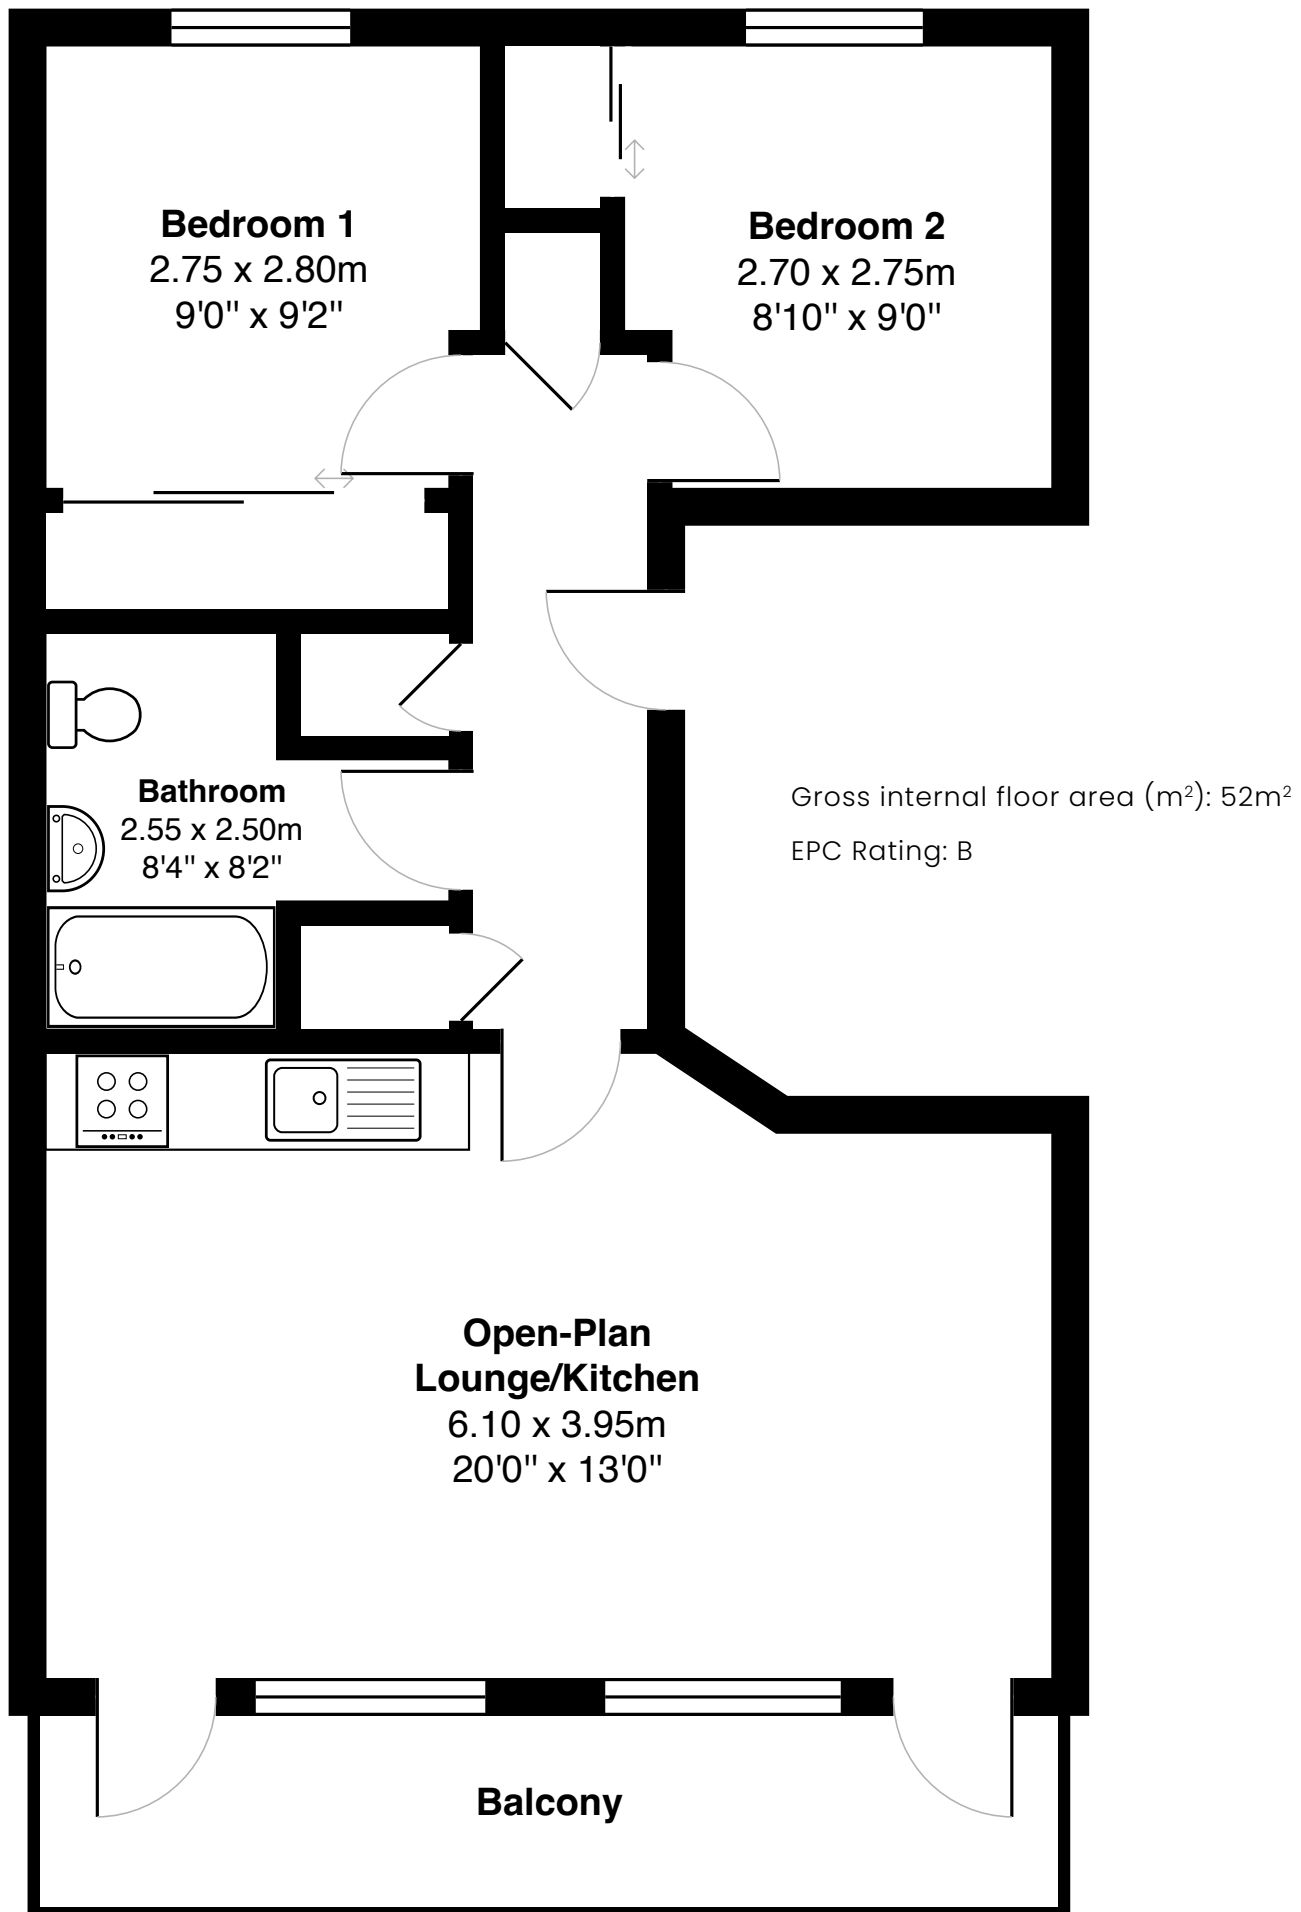 Bedroom 1
2.75 x 2.80m
9'0" x 9'2"
Bedroom 2
2.70 x 2.75m
8'10" x 9'0"
Bathroom
2.55 x 2.50m
8'4" x 8'2"
Gross internal floor area (m²): 52m²
EPC Rating: B
Open-Plan
Lounge/Kitchen
6.10 x 3.95m
20'0" x 13'0"
Balcony